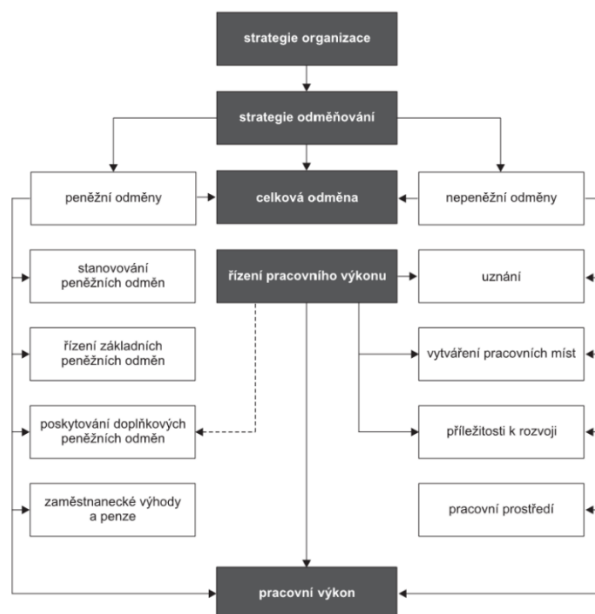 strategie organizace
strategie odměňování
peněžní odměny
celková odměna
nepeněžní odměny
stanovování
peněžních odměn
řízení pracovního výkonu
uznání
řízení základních
peněžních odměn
vytváření pracovních míst
poskytování doplňkových
peněžních odměn
příležitosti k rozvoji
zaměstnanecké výhody
a penze
pracovní prostředí
pracovní výkon